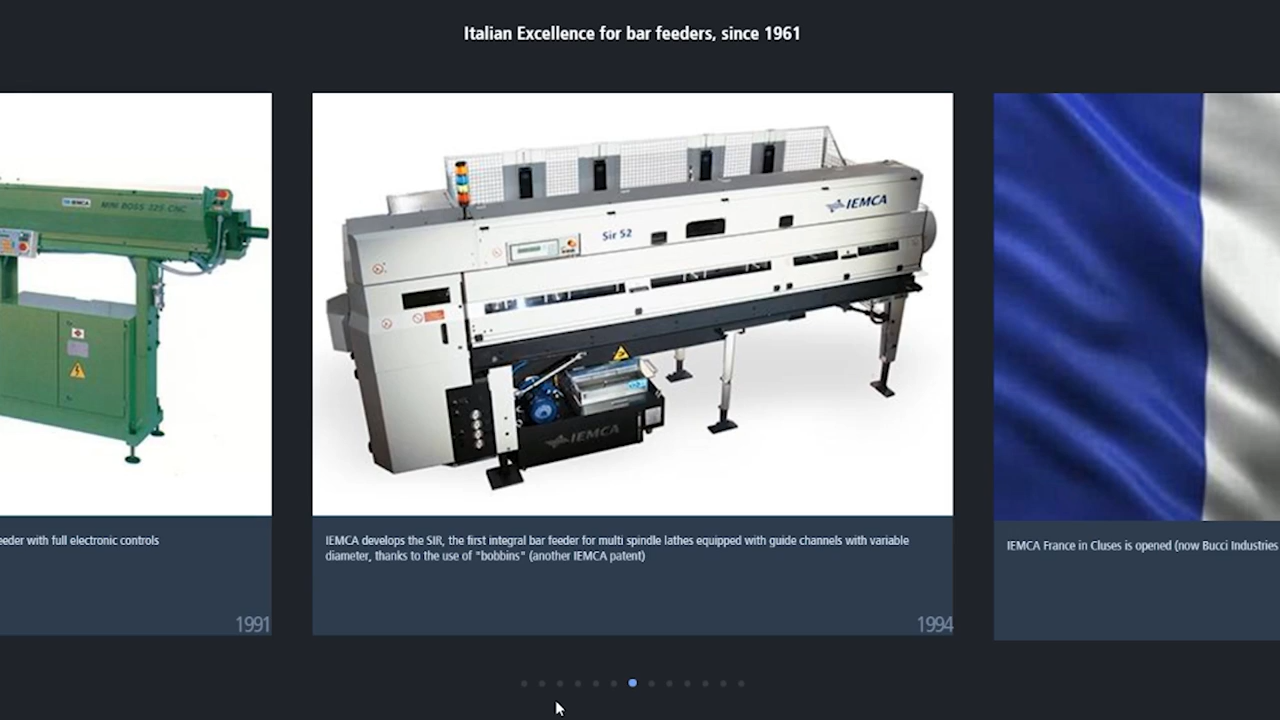 Italian Excellence for bar feeders, since 1961
IEMCA
MINI BOSS 325 CNC
IEMCA
Sir 52
IEMCA
eeder with full electronic controls
1991
IEMCA develops the SIR, the first integral bar feeder for multi spindle lathes equipped with guide channels with variable
diameter, thanks to the use of "bobbins" (another IEMCA patent)
1994
IEMCA France in Cluses is opened (now Bucci Industries